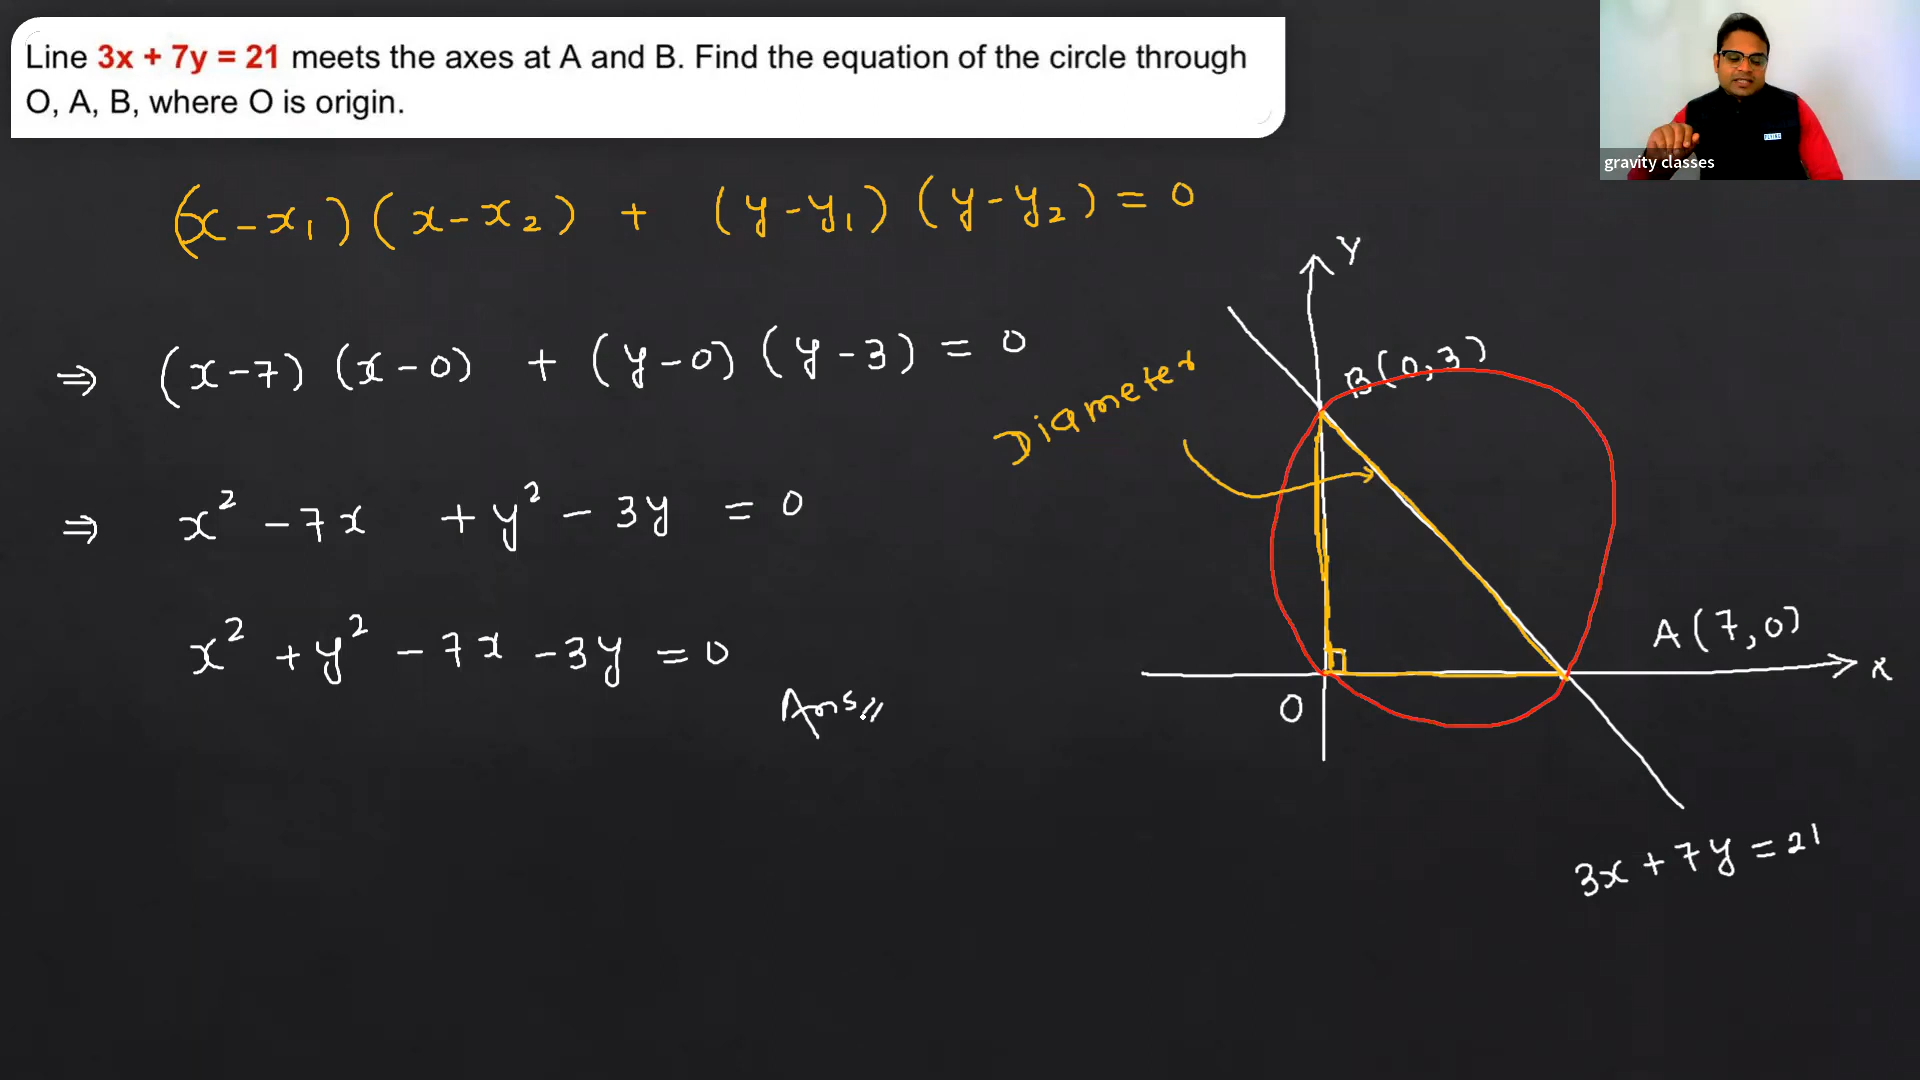 Line 3x + 7y = 21 meets the axes at A and B. Find the equation of the circle through
O, A, B, where O is origin.
gravity classes
(x - x₁)(x - x₂) + (y - y₁)(y - y₂) = 0
⇒ (x - 7)(x - 0) + (y - 0)(y - 3) = 0
⇒ x² - 7x + y² - 3y = 0
x² + y² - 7x - 3y = 0
Ans //
Y
B(0,3)
Diameter
A(7,0)
x
O
3x + 7y = 21